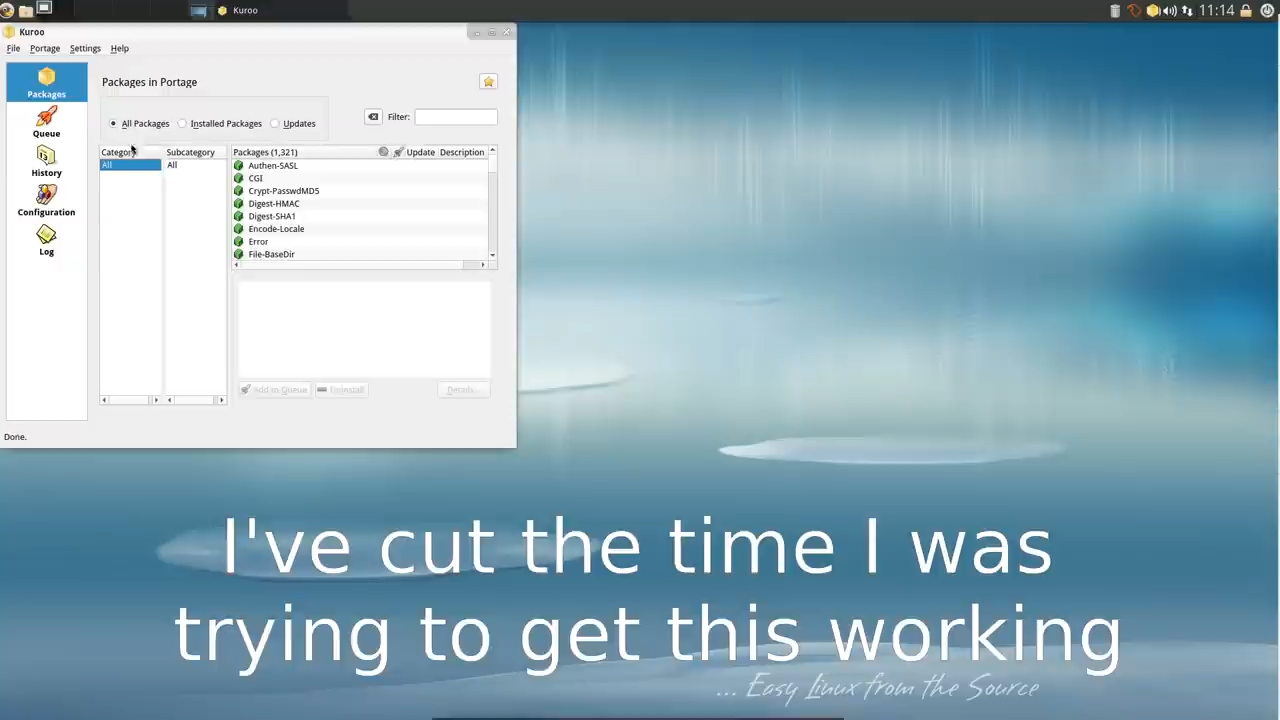 Kuroo
11:14
Kuroo
File Portage Settings Help
Packages
Queue
History
Configuration
Log
Packages in Portage
All Packages Installed Packages Updates
Filter:
Category
All
Subcategory
All
Packages (1,321) Update Description
Authen-SASL
CGI
Crypt-PasswdMD5
Digest-HMAC
Digest-SHA1
Encode-Locale
Error
File-BaseDir
Add to Queue Uninstall Details...
Done.
I've cut the time I was
trying to get this working
... Easy Linux from the Source